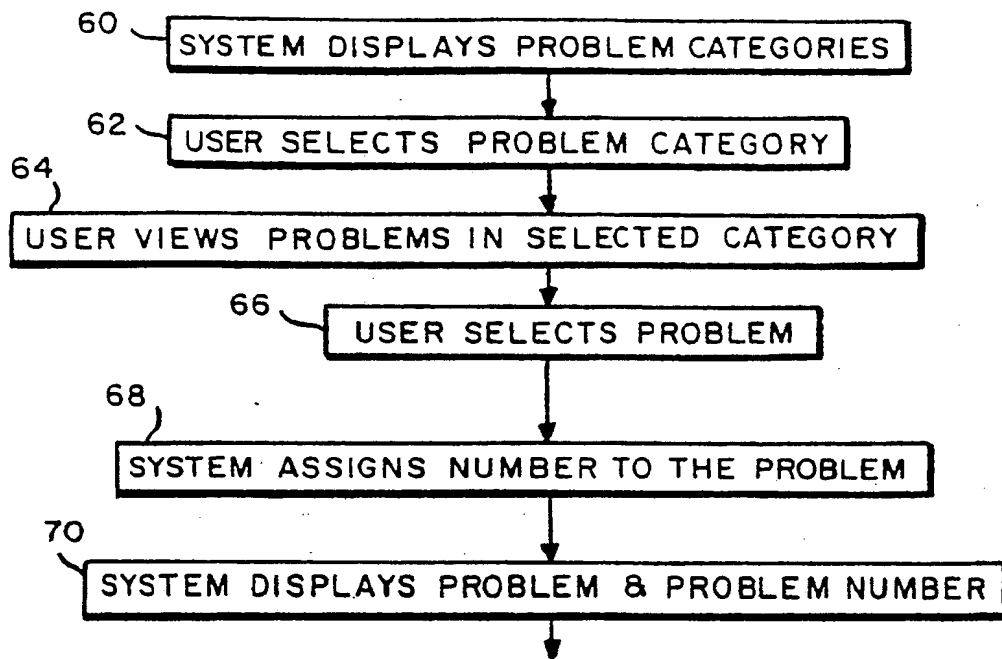 60
SYSTEM DISPLAYS PROBLEM CATEGORIES
62
USER SELECTS PROBLEM CATEGORY
64
USER VIEWS PROBLEMS IN SELECTED CATEGORY
66
USER SELECTS PROBLEM
68
SYSTEM ASSIGNS NUMBER TO THE PROBLEM
70
SYSTEM DISPLAYS PROBLEM & PROBLEM NUMBER